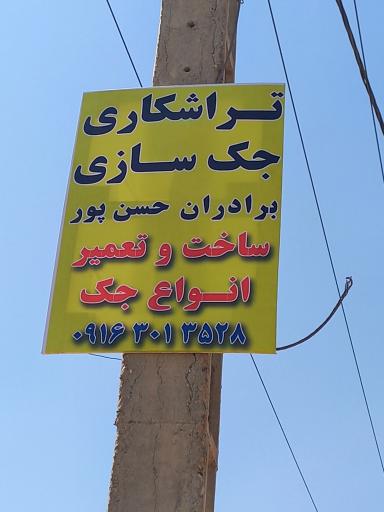 تراشکاری
جک سازی
برادران حسن پور
ساخت و تعمیر
انواع جک
۰۹۱۶ ۳۰۱ ۳۵۲۸